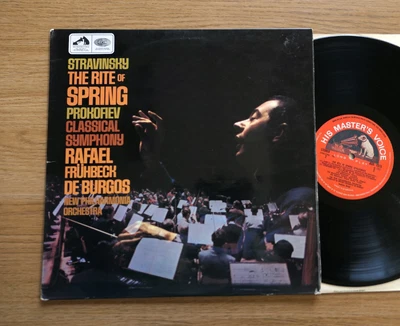 STRAVINSKY
THE RITE OF
SPRING
PROKOFIEV
CLASSICAL
SYMPHONY
RAFAEL
FRÜHBECK
DE BURGOS
NEW PHILHARMONIA
ORCHESTRA
HIS MASTER'S VOICE